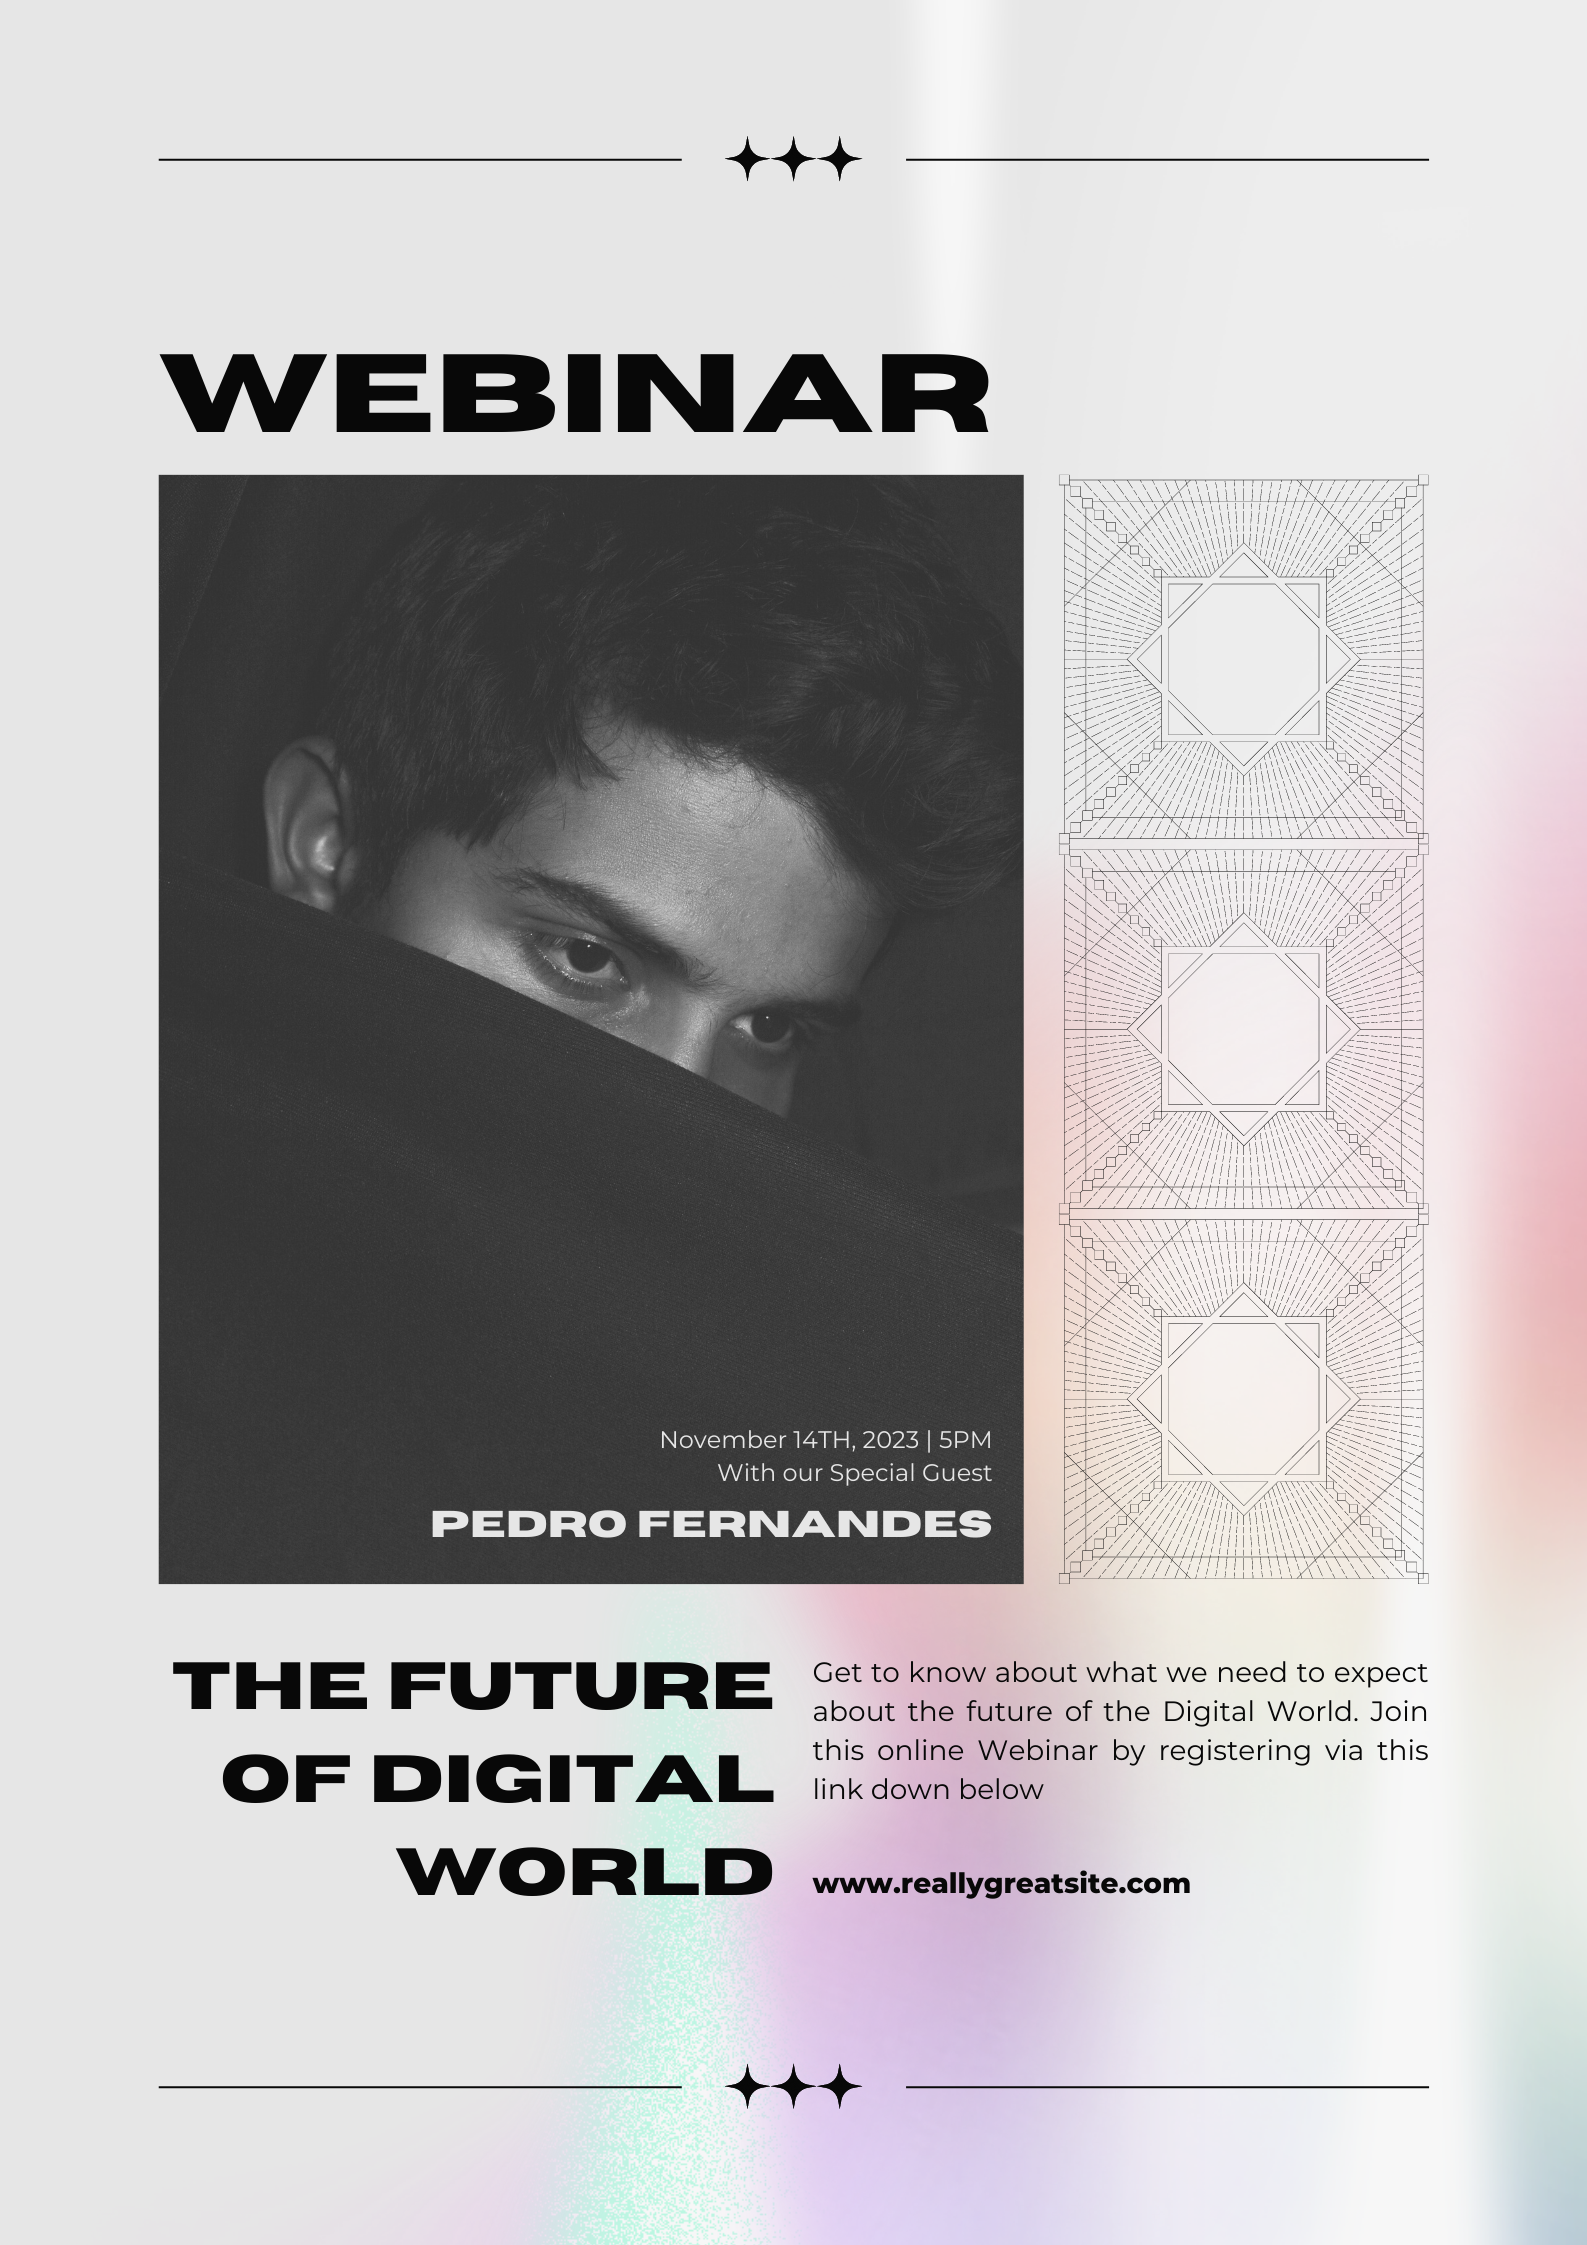 WEBINAR
November 14TH, 2023 | 5PM
With our Special Guest
PEDRO FERNANDES
THE FUTURE
OF DIGITAL
WORLD
Get to know about what we need to expect
about the future of the Digital World. Join
this online Webinar by registering via this
link down below
www.reallygreatsite.com